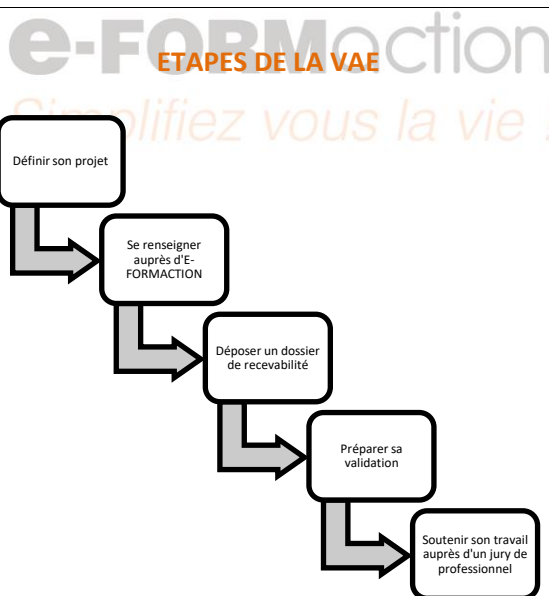 e-FORMaction
ETAPES DE LA VAE
Simplifiez vous la vie !
Définir son projet
Se renseigner
auprès d'E-
FORMACTION
Déposer un dossier
de recevabilité
Préparer sa
validation
Soutenir son travail
auprès d'un jury de
professionnel